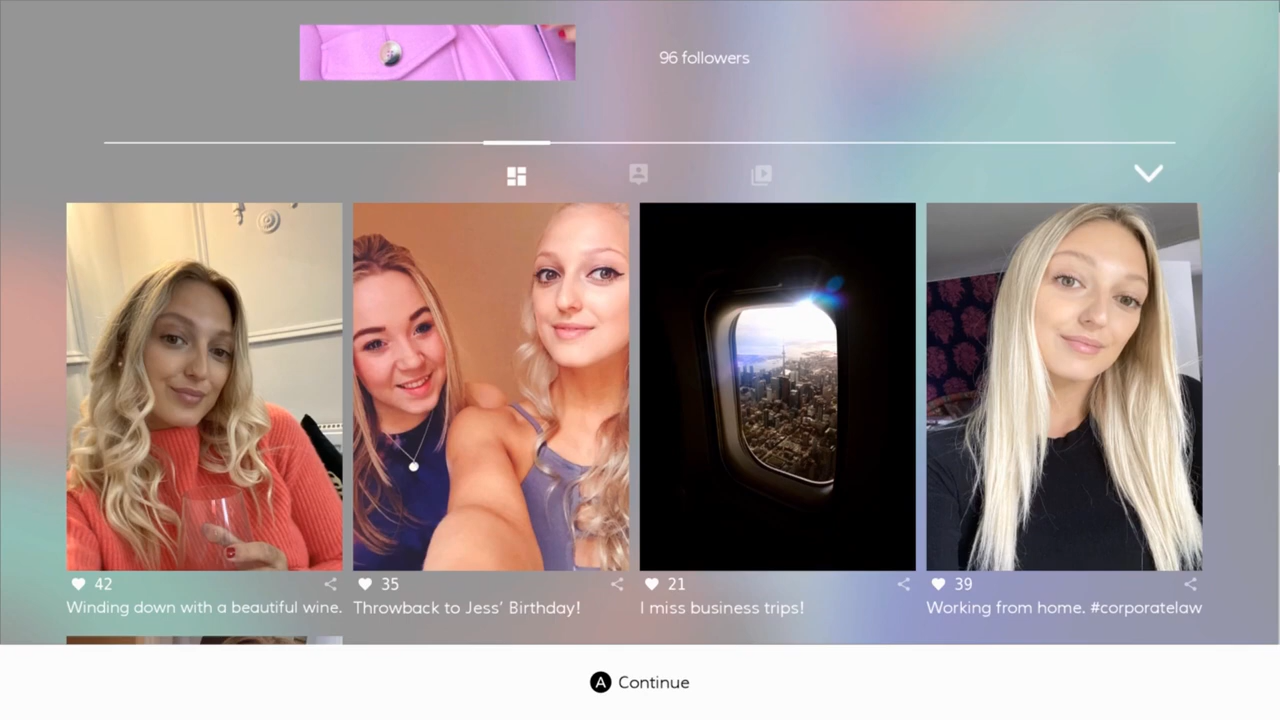 96 followers
42
35
21
39
Winding down with a beautiful wine.
Throwback to Jess’ Birthday!
I miss business trips!
Working from home. #corporatelaw
A Continue